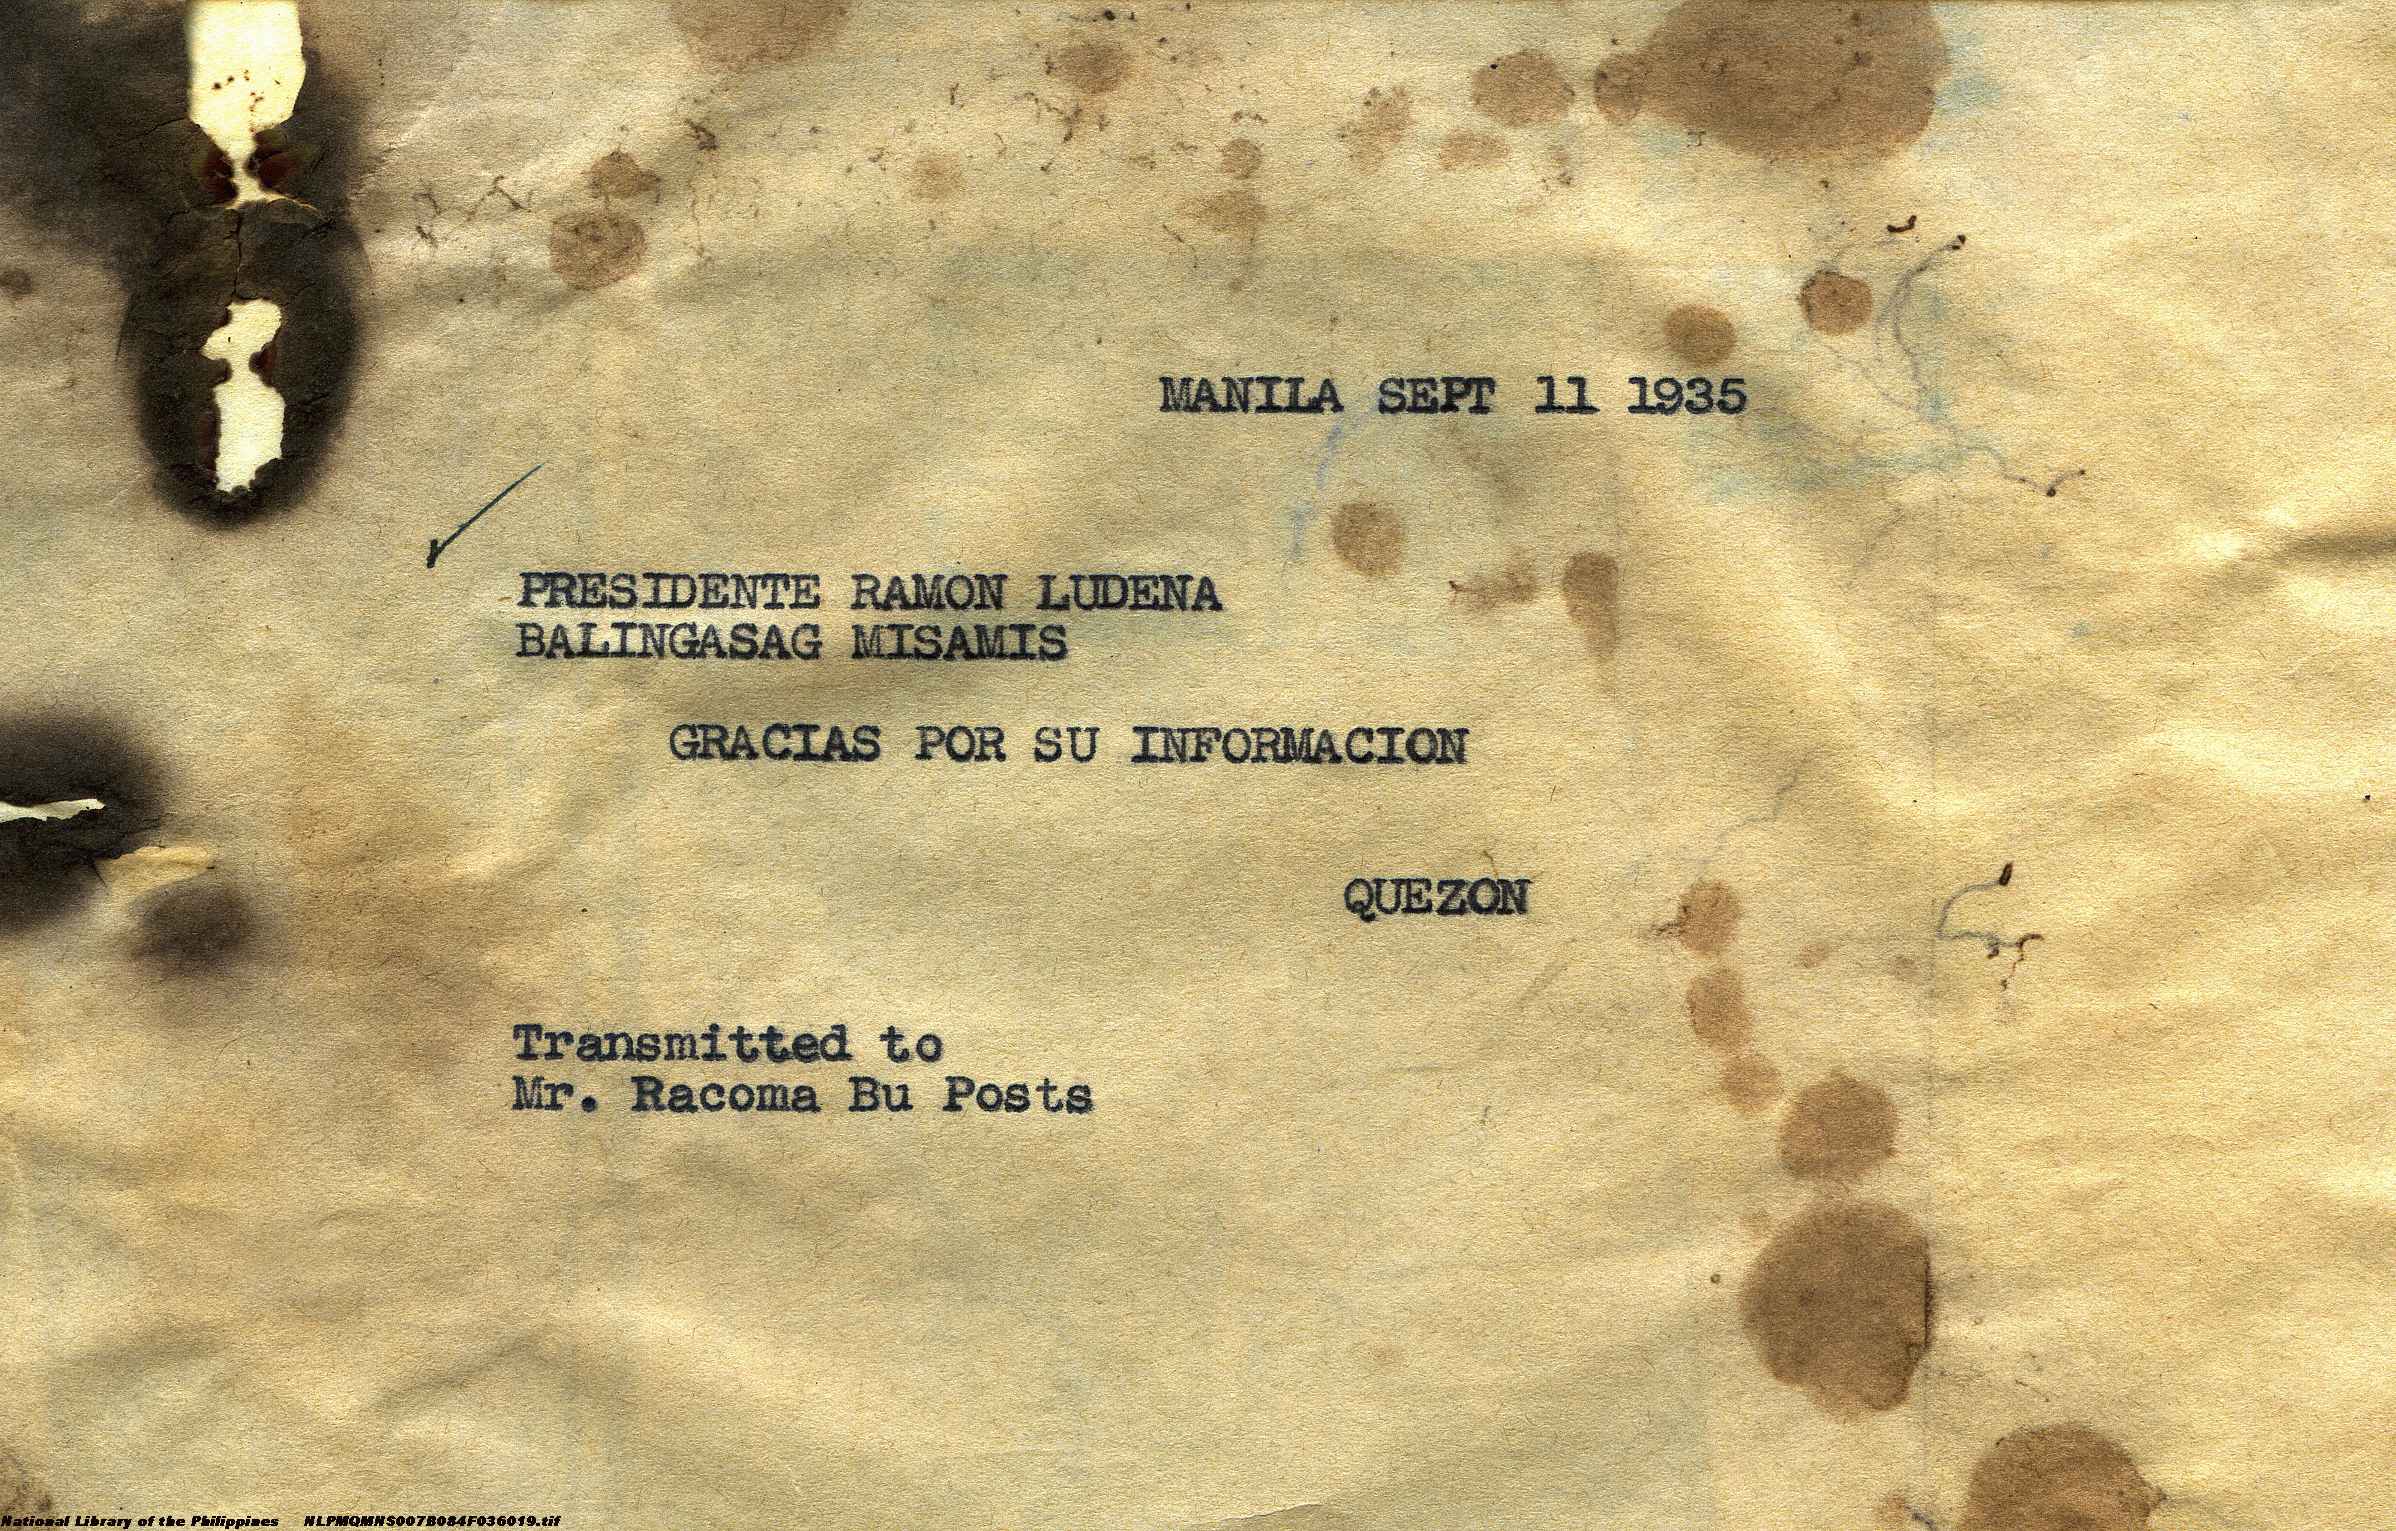 MANILA SEPT 11 1935
PRESIDENTE RAMON LUDENA
BALINGASAG MISAMIS
GRACIAS POR SU INFORMACION
QUEZON
Transmitted to
Mr. Racoma Bu Posts
National Library of the Philippines NLPMQMNS007B084F036019.tif